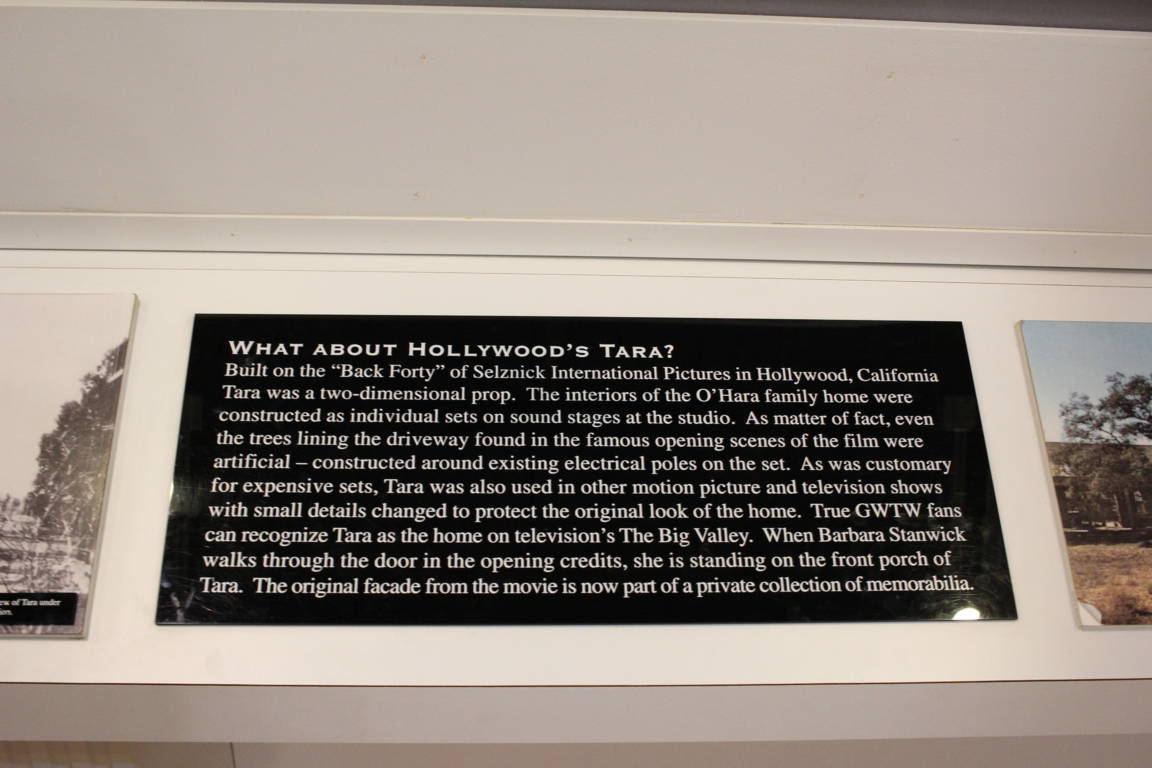 WHAT ABOUT HOLLYWOOD'S TARA?
Built on the “Back Forty” of Selznick International Pictures in Hollywood, California
Tara was a two-dimensional prop. The interiors of the O'Hara family home were
constructed as individual sets on sound stages at the studio. As matter of fact, even
the trees lining the driveway found in the famous opening scenes of the film were
artificial – constructed around existing electrical poles on the set. As was customary
for expensive sets, Tara was also used in other motion picture and television shows
with small details changed to protect the original look of the home. True GWTW fans
can recognize Tara as the home on television's The Big Valley. When Barbara Stanwick
walks through the door in the opening credits, she is standing on the front porch of
Tara. The original facade from the movie is now part of a private collection of memorabilia.
of Tara under